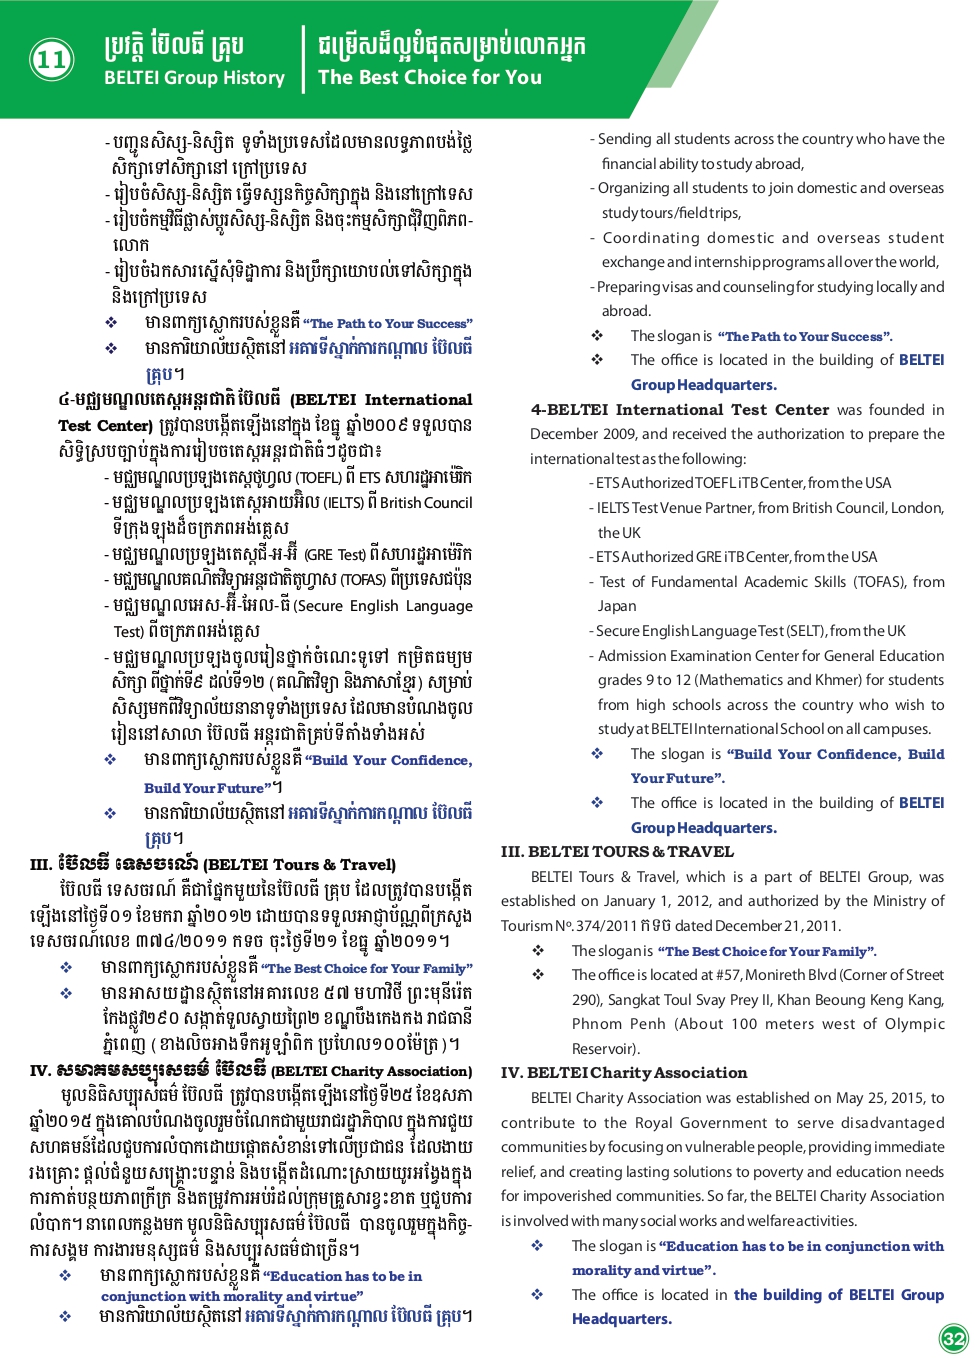 11
ប្រវត្តិ ប៊ែលធី គ្រុប
BELTEI Group History
ជម្រើសដ៏ល្អបំផុតសម្រាប់លោកអ្នក
The Best Choice for You
- បញ្ជូនសិស្ស-និស្សិត ទូទាំងប្រទេសដែលមានលទ្ធភាពបង់ថ្លៃ
សិក្សាទៅសិក្សានៅ ក្រៅប្រទេស
- រៀបចំសិស្ស-និស្សិត ធ្វើទស្សនកិច្ចសិក្សាក្នុង និងនៅក្រៅទេស
- រៀបចំកម្មវិធីផ្លាស់ប្ដូរសិស្ស-និស្សិត និងចុះកម្មសិក្សាជុំវិញពិភព-
លោក
- រៀបចំឯកសារស្នើសុំទិដ្ឋាការ និងប្រឹក្សាយោបល់ទៅសិក្សាក្នុង
និងក្រៅប្រទេស
❖ មានពាក្យស្លោករបស់ខ្លួនគឺ “The Path to Your Success”
❖ មានការិយាល័យស្ថិតនៅ អគារទីស្នាក់ការកណ្ដាល ប៊ែលធី
គ្រុប។
៤-មជ្ឈមណ្ឌលតេស្តអន្តរជាតិ ប៊ែលធី (BELTEI International
Test Center) ត្រូវបានបង្កើតឡើងនៅក្នុង ខែធ្នូ ឆ្នាំ២០០៩ ទទួលបាន
សិទ្ធិស្របច្បាប់ក្នុងការរៀបចតេស្តអន្តរជាតិធំៗដូចជា៖
- មជ្ឈមណ្ឌលប្រឡងតេស្តថូហ្វល (TOEFL) ពី ETS សហរដ្ឋអាម៉េរិក
- មជ្ឈមណ្ឌលប្រឡងតេស្តអាយអ៊ិល (IELTS) ពី British Council
ទីក្រុងឡុងដ៍ចក្រភពអង់គ្លេស
- មជ្ឈមណ្ឌលប្រឡងតេស្តជី-អ-អ៊ី (GRE Test) ពីសហរដ្ឋអាម៉េរិក
- មជ្ឈមណ្ឌលគណិតវិទ្យាអន្តរជាតិតូហ្វាស (TOFAS) ពីប្រទេសជប៉ុន
- មជ្ឈមណ្ឌលអេស-អ៊ី-អែល-ធី (Secure English Language
Test) ពីចក្រភពអង់គ្លេស
- មជ្ឈមណ្ឌលប្រឡងចូលរៀនថ្នាក់ចំណេះទូទៅ កម្រិតធម្យម
សិក្សា ពីថ្នាក់ទី៩ ដល់ទី១២ (គណិតវិទ្យា និងភាសាខ្មែរ) សម្រាប់
សិស្សមកពីវិទ្យាល័យនានាទូទាំងប្រទេស ដែលមានបំណងចូល
រៀននៅសាលា ប៊ែលធី អន្តរជាតិគ្រប់ទីតាំងទាំងអស់
❖ មានពាក្យស្លោករបស់ខ្លួនគឺ “Build Your Confidence,
Build Your Future”។
❖ មានការិយាល័យស្ថិតនៅ អគារទីស្នាក់ការកណ្ដាល ប៊ែលធី
គ្រុប។
III. ប៊ែលធី ទេសចរណ៍ (BELTEI Tours & Travel)
ប៊ែលធី ទេសចរណ៍ គឺជាផ្នែកមួយនៃប៊ែលធី គ្រុប ដែលត្រូវបានបង្កើត
ឡើងនៅថ្ងៃទី០១ ខែមករា ឆ្នាំ២០១២ ដោយបានទទួលអាជ្ញាប័ណ្ណពីក្រសួង
ទេសចរណ៍លេខ ៣៧៤/២០១១ កទច ចុះថ្ងៃទី២១ ខែធ្នូ ឆ្នាំ២០១១។
❖ មានពាក្យស្លោករបស់ខ្លួនគឺ “The Best Choice for Your Family”
❖ មានអាសយដ្ឋានស្ថិតនៅអគារលេខ ៥៧ មហាវិថី ព្រះមុនីរ៉េត
កែងផ្លូវ២៩០ សង្កាត់ទួលស្វាយព្រៃ២ ខណ្ឌបឹងកេងកង រាជធានី
ភ្នំពេញ (ខាងលិចអាងទឹកអូឡាំពិក ប្រហែល១០០ម៉ែត្រ)។
IV. សមាគមសប្បុរសធម៌ ប៊ែលធី (BELTEI Charity Association)
មូលនិធិសប្បុរសធម៌ ប៊ែលធី ត្រូវបានបង្កើតឡើងនៅថ្ងៃទី២៥ ខែឧសភា
ឆ្នាំ២០១៥ ក្នុងគោលបំណងចូលរួមចំណែកជាមួយរាជរដ្ឋាភិបាល ក្នុងការជួយ
សហគមន៍ដែលជួបការលំបាកដោយផ្តោតសំខាន់ទៅលើប្រជាជន ដែលងាយ
រងគ្រោះ ផ្តល់ជំនួយសង្គ្រោះបន្ទាន់ និងបង្កើតដំណោះស្រាយយូរអង្វែងក្នុង
ការកាត់បន្ថយភាពក្រីក្រ និងតម្រូវការអប់រំដល់ក្រុមគ្រួសារខ្វះខាត ឬជួបការ
លំបាក។ នាពេលកន្លងមក មូលនិធិសប្បុរសធម៌ ប៊ែលធី បានចូលរួមក្នុងកិច្ច-
ការសង្គម ការងារមនុស្សធម៌ និងសប្បុរសធម៌ជាច្រើន។
❖ មានពាក្យស្លោករបស់ខ្លួនគឺ “Education has to be in
conjunction with morality and virtue”
❖ មានការិយាល័យស្ថិតនៅ អគារទីស្នាក់ការកណ្ដាល ប៊ែលធី គ្រុប។
- Sending all students across the country who have the
financial ability to study abroad,
- Organizing all students to join domestic and overseas
study tours/field trips,
- Coordinating domestic and overseas student
exchange and internship programs all over the world,
- Preparing visas and counseling for studying locally and
abroad.
❖ The slogan is “The Path to Your Success”.
❖ The office is located in the building of BELTEI
Group Headquarters.
4-BELTEI International Test Center was founded in
December 2009, and received the authorization to prepare the
international test as the following:
- ETS Authorized TOEFL iTB Center, from the USA
- IELTS Test Venue Partner, from British Council, London,
the UK
- ETS Authorized GRE iTB Center, from the USA
- Test of Fundamental Academic Skills (TOFAS), from
Japan
- Secure English Language Test (SELT), from the UK
- Admission Examination Center for General Education
grades 9 to 12 (Mathematics and Khmer) for students
from high schools across the country who wish to
study at BELTEI International School on all campuses.
❖ The slogan is “Build Your Confidence, Build
Your Future”.
❖ The office is located in the building of BELTEI
Group Headquarters.
III. BELTEI TOURS & TRAVEL
BELTEI Tours & Travel, which is a part of BELTEI Group, was
established on January 1, 2012, and authorized by the Ministry of
Tourism Nº. 374/2011 កទច dated December 21, 2011.
❖ The slogan is “The Best Choice for Your Family”.
❖ The office is located at #57, Monireth Blvd (Corner of Street
290), Sangkat Toul Svay Prey II, Khan Beoung Keng Kang,
Phnom Penh (About 100 meters west of Olympic
Reservoir).
IV. BELTEI Charity Association
BELTEI Charity Association was established on May 25, 2015, to
contribute to the Royal Government to serve disadvantaged
communities by focusing on vulnerable people, providing immediate
relief, and creating lasting solutions to poverty and education needs
for impoverished communities. So far, the BELTEI Charity Association
is involved with many social works and welfare activities.
❖ The slogan is “Education has to be in conjunction with
morality and virtue”.
❖ The office is located in the building of BELTEI Group
Headquarters.
32